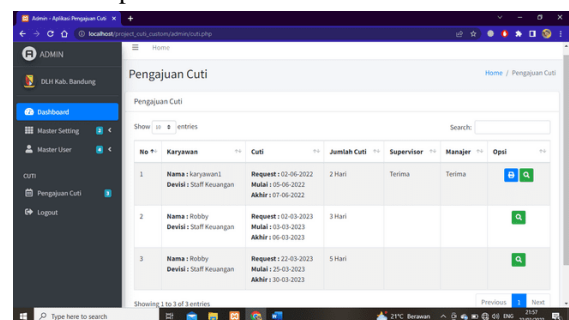 Admin - Aplikasi Pengajuan Cuti
localhost/project_cuti_custom/admin/cuti.php
ADMIN
Home
DLH Kab. Bandung
Pengajuan Cuti
Home / Pengajuan Cuti
Dashboard
Master Setting
Master User
CUTI
Pengajuan Cuti
Logout
Pengajuan Cuti
Show 10 entries
Search:
No Karyawan Cuti Jumlah Cuti Supervisor Manajer Opsi
1 Nama : karyawan1 Request : 02-06-2022 2 Hari Terima Terima
Devisi : Staff Keuangan Mulai : 05-06-2022
Akhir : 07-06-2022
2 Nama : Robby Request : 02-03-2023 3 Hari
Devisi : Staff Keuangan Mulai : 03-03-2023
Akhir : 06-03-2023
3 Nama : Robby Request : 22-03-2023 5 Hari
Devisi : Staff Keuangan Mulai : 25-03-2023
Akhir : 30-03-2023
Showing 1 to 3 of 3 entries
Previous 1 Next
Type here to search
21°C Berawan
ENG
21:57